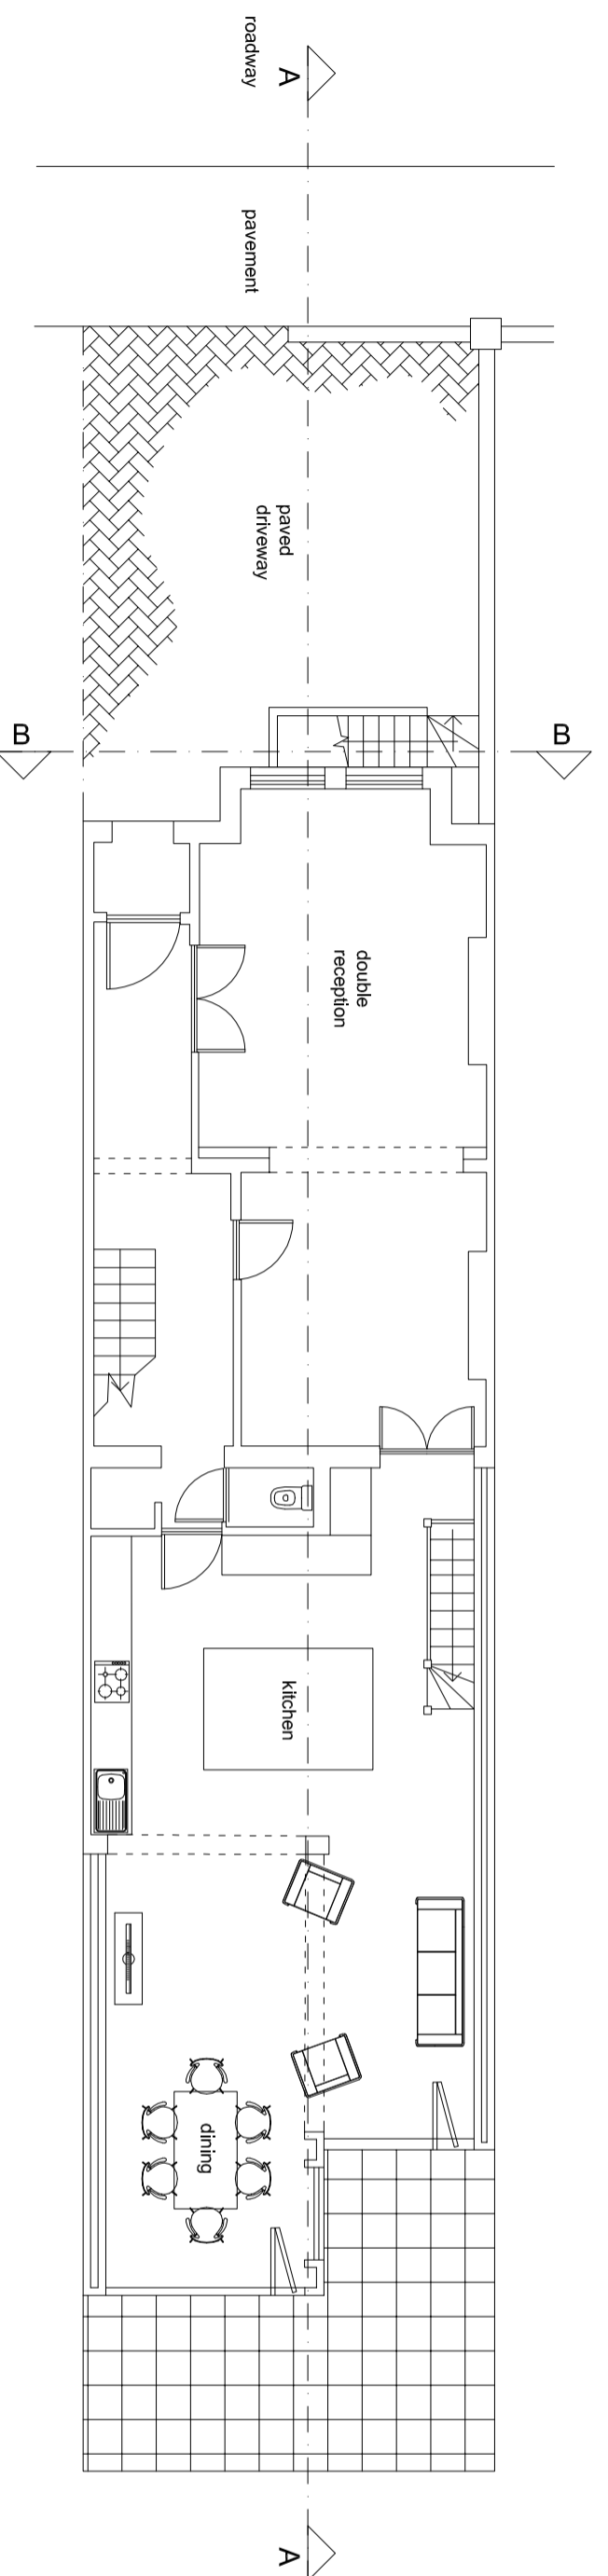 roadway
A
pavement
paved
driveway
B
B
double
reception
kitchen
dining
A